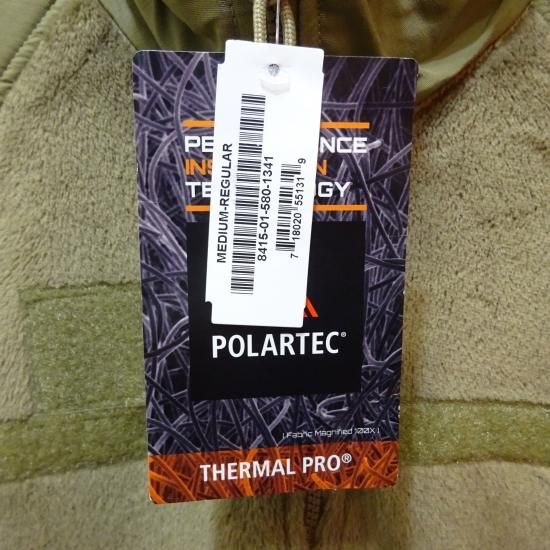 MEDIUM-REGULAR
8415-01-580-1341
7 18020 55131 9
POLARTEC®
[ Fabric Magnified 100X ]
THERMAL PRO®